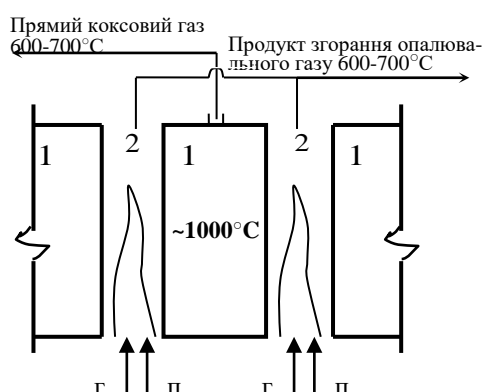 Прямий коксовий газ
600-700°С
Продукт згорання опалюва-
льного газу 600-700°С
1 2 1 2 1
~1000°С
Г П Г П